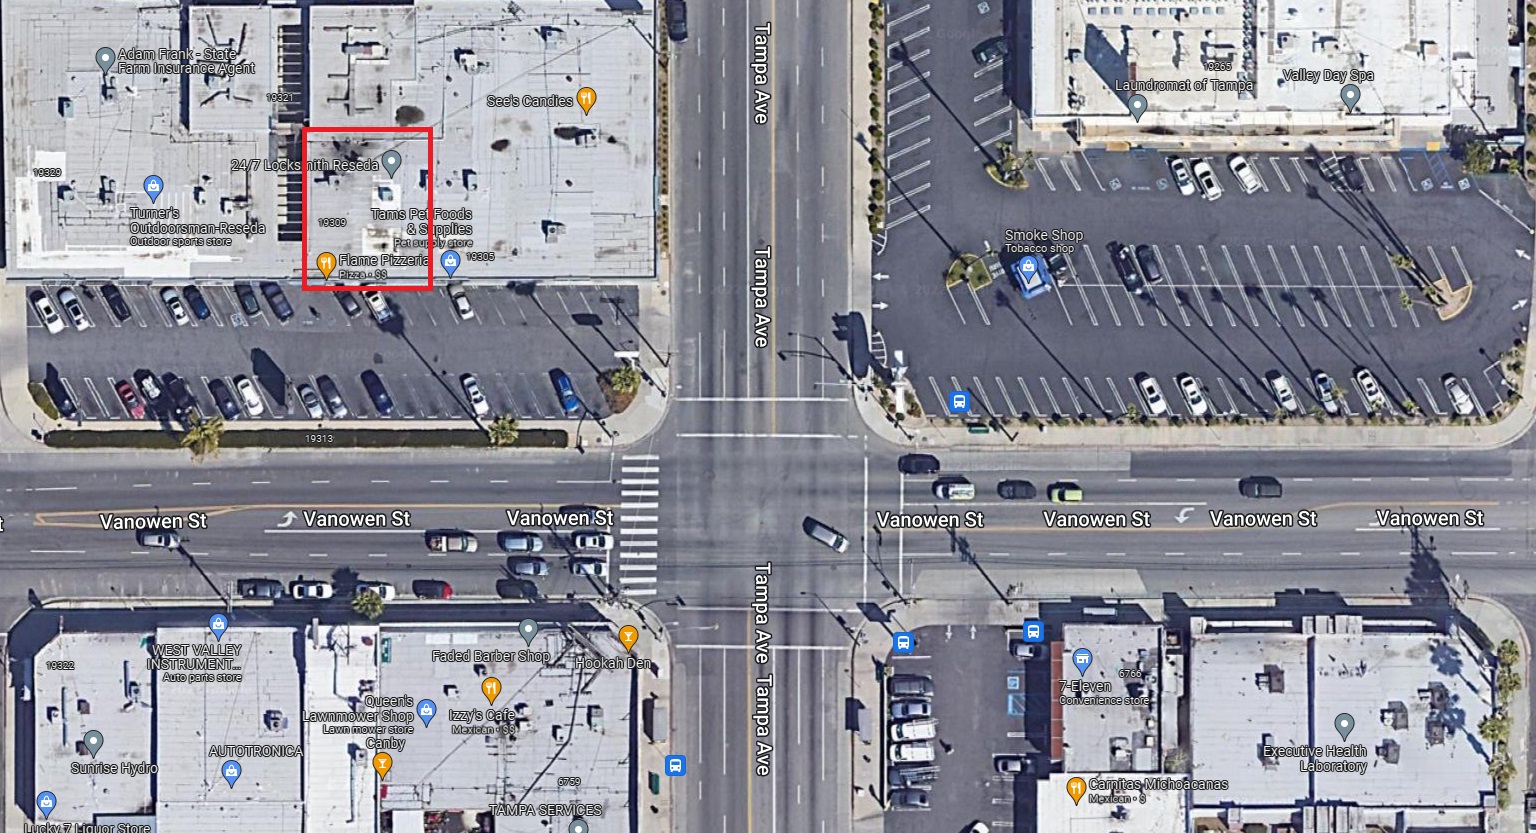 Adam Frank - State
Farm Insurance Agent
19321
See's Candies
Tampa Ave
19265
Laundromat of Tampa
Valley Day Spa
24/7 Locksmith Reseda
19329
Turner's
Outdoorsman-Reseda
Outdoor sports store
19309
Tams Pet Foods
& Supplies
Pet supply store
19305
Flame Pizzeria
Pizza · $$
Tampa Ave
Smoke Shop
Tobacco shop
19313
t
Vanowen St
Vanowen St
Vanowen St
Vanowen St
Vanowen St
Vanowen St
Vanowen St
Tampa Ave
Tampa Ave
19322
WEST VALLEY
INSTRUMENT...
Auto parts store
Faded Barber Shop
Hookah Den
Queen's
Lawnmower Shop
Lawn mower store
Canby
Izzy's Cafe
Mexican · $$
Sunrise Hydro
AUTOTRONICA
6759
TAMPA SERVICES
Lucky 7 Liquor Store
7-Eleven
Convenience store
6766
Executive Health
Laboratory
Carnitas Michoacanas
Mexican · $